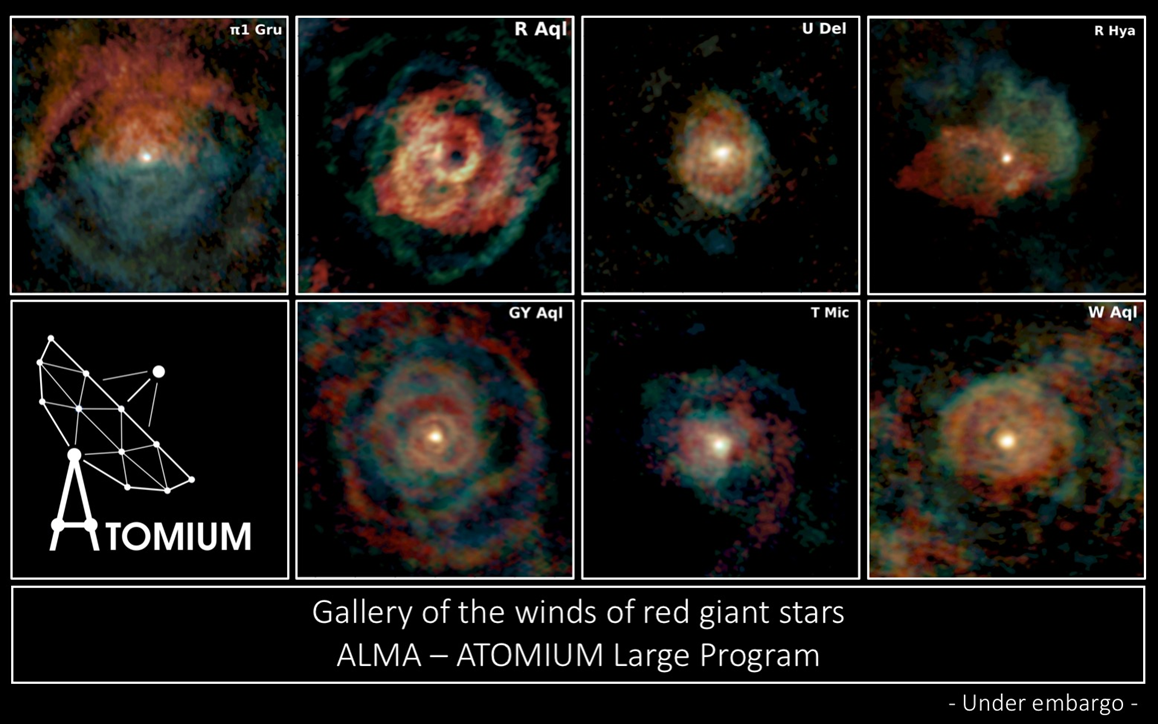 π1 Gru
R Aql
U Del
R Hya
ATOMIUM
GY Aql
T Mic
W Aql
Gallery of the winds of red giant stars
ALMA – ATOMIUM Large Program
- Under embargo -